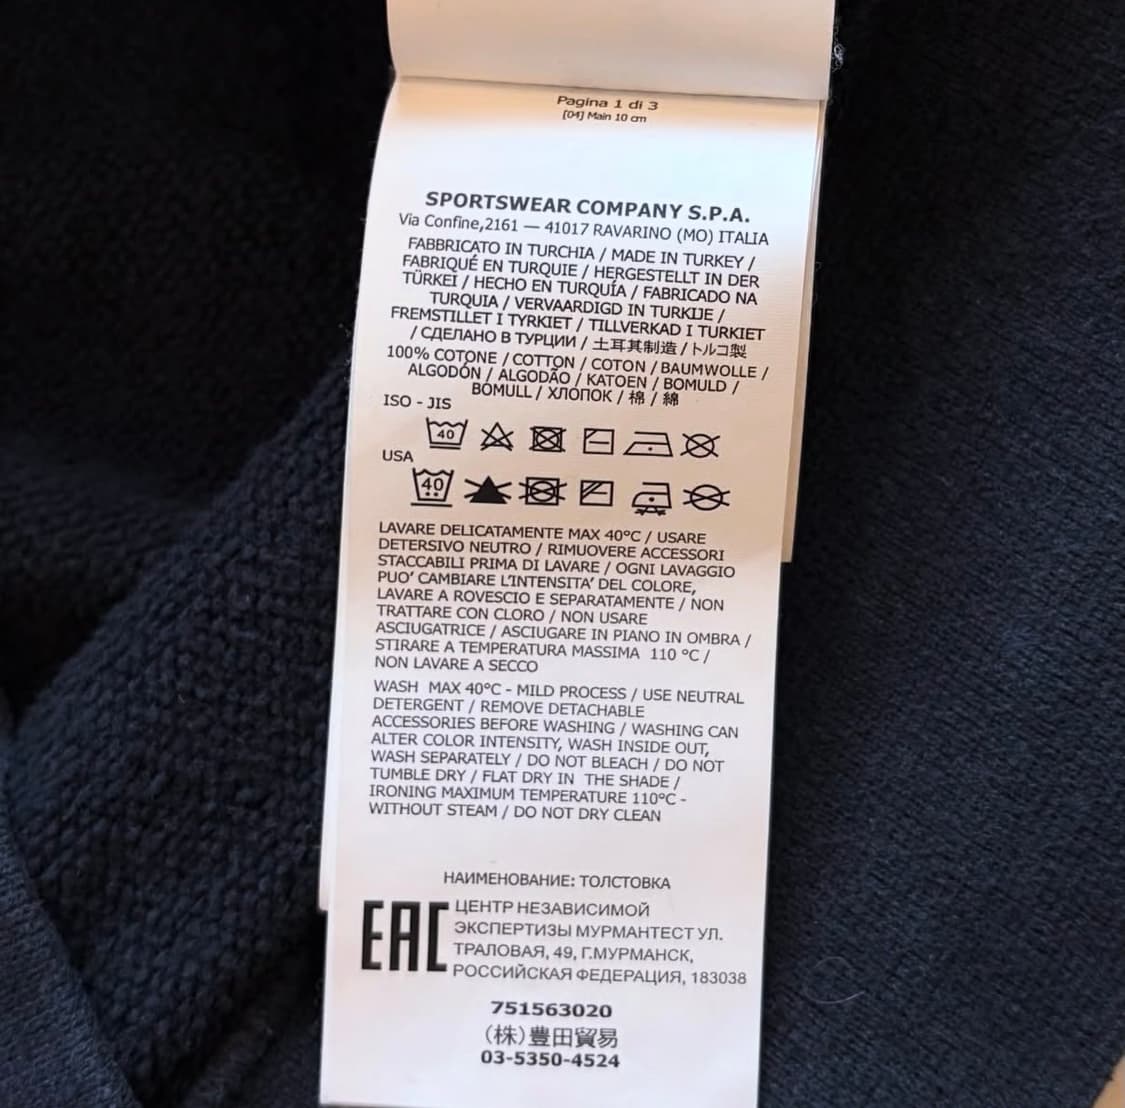 Pagina 1 di 3
[04] Main 10 cm
SPORTSWEAR COMPANY S.P.A.
Via Confine,2161 — 41017 RAVARINO (MO) ITALIA
FABBRICATO IN TURCHIA / MADE IN TURKEY /
FABRIQUÉ EN TURQUIE / HERGESTELLT IN DER
TÜRKEI / HECHO EN TURQUÍA / FABRICADO NA
TURQUIA / VERVAARDIGD IN TURKIJE /
FREMSTILLET I TYRKIET / TILLVERKAD I TURKIET
/ СДЕЛАНО В ТУРЦИИ / 土耳其制造 / トルコ製
100% COTONE / COTTON / COTON / BAUMWOLLE /
ALGODÓN / ALGODÃO / KATOEN / BOMULD /
BOMULL / ХЛОПОК / 棉 / 綿
ISO - JIS
40
USA
40
LAVARE DELICATAMENTE MAX 40°C / USARE
DETERSIVO NEUTRO / RIMUOVERE ACCESSORI
STACCABILI PRIMA DI LAVARE / OGNI LAVAGGIO
PUO' CAMBIARE L'INTENSITA' DEL COLORE,
LAVARE A ROVESCIO E SEPARATAMENTE / NON
TRATTARE CON CLORO / NON USARE
ASCIUGATRICE / ASCIUGARE IN PIANO IN OMBRA /
STIRARE A TEMPERATURA MASSIMA 110 °C /
NON LAVARE A SECCO
WASH MAX 40°C - MILD PROCESS / USE NEUTRAL
DETERGENT / REMOVE DETACHABLE
ACCESSORIES BEFORE WASHING / WASHING CAN
ALTER COLOR INTENSITY, WASH INSIDE OUT,
WASH SEPARATELY / DO NOT BLEACH / DO NOT
TUMBLE DRY / FLAT DRY IN THE SHADE /
IRONING MAXIMUM TEMPERATURE 110°C -
WITHOUT STEAM / DO NOT DRY CLEAN
НАИМЕНОВАНИЕ: ТОЛСТОВКА
EAC
ЦЕНТР НЕЗАВИСИМОЙ
ЭКСПЕРТИЗЫ МУРМАНТЕСТ УЛ.
ТРАЛОВАЯ, 49, Г.МУРМАНСК,
РОССИЙСКАЯ ФЕДЕРАЦИЯ, 183038
751563020
(株)豊田貿易
03-5350-4524